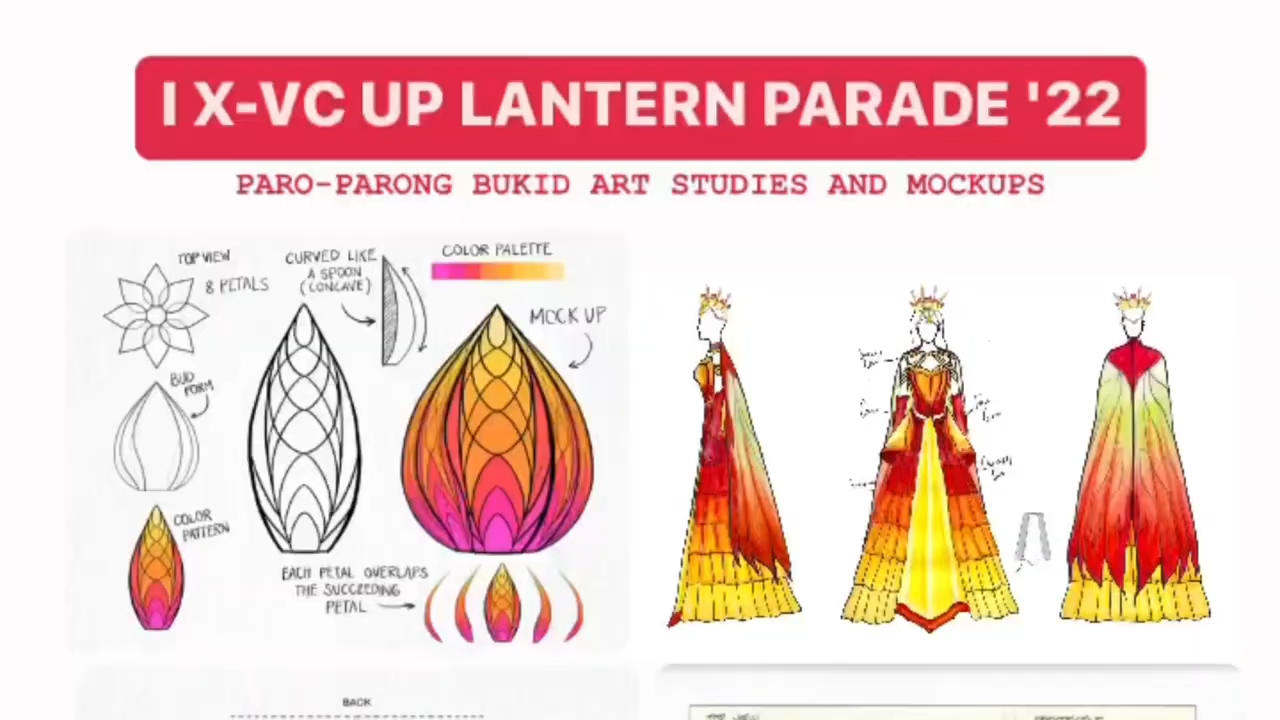 I X-VC UP LANTERN PARADE '22
PARO-PARONG BUKID ART STUDIES AND MOCKUPS
TOP VIEW
8 PETALS
CURVED LIKE
A SPOON
(CONCAVE)
COLOR PALETTE
MOCK UP
BUD
FORM
COLOR
PATTERN
EACH PETAL OVERLAPS
THE SUCCEEDING
PETAL
BACK